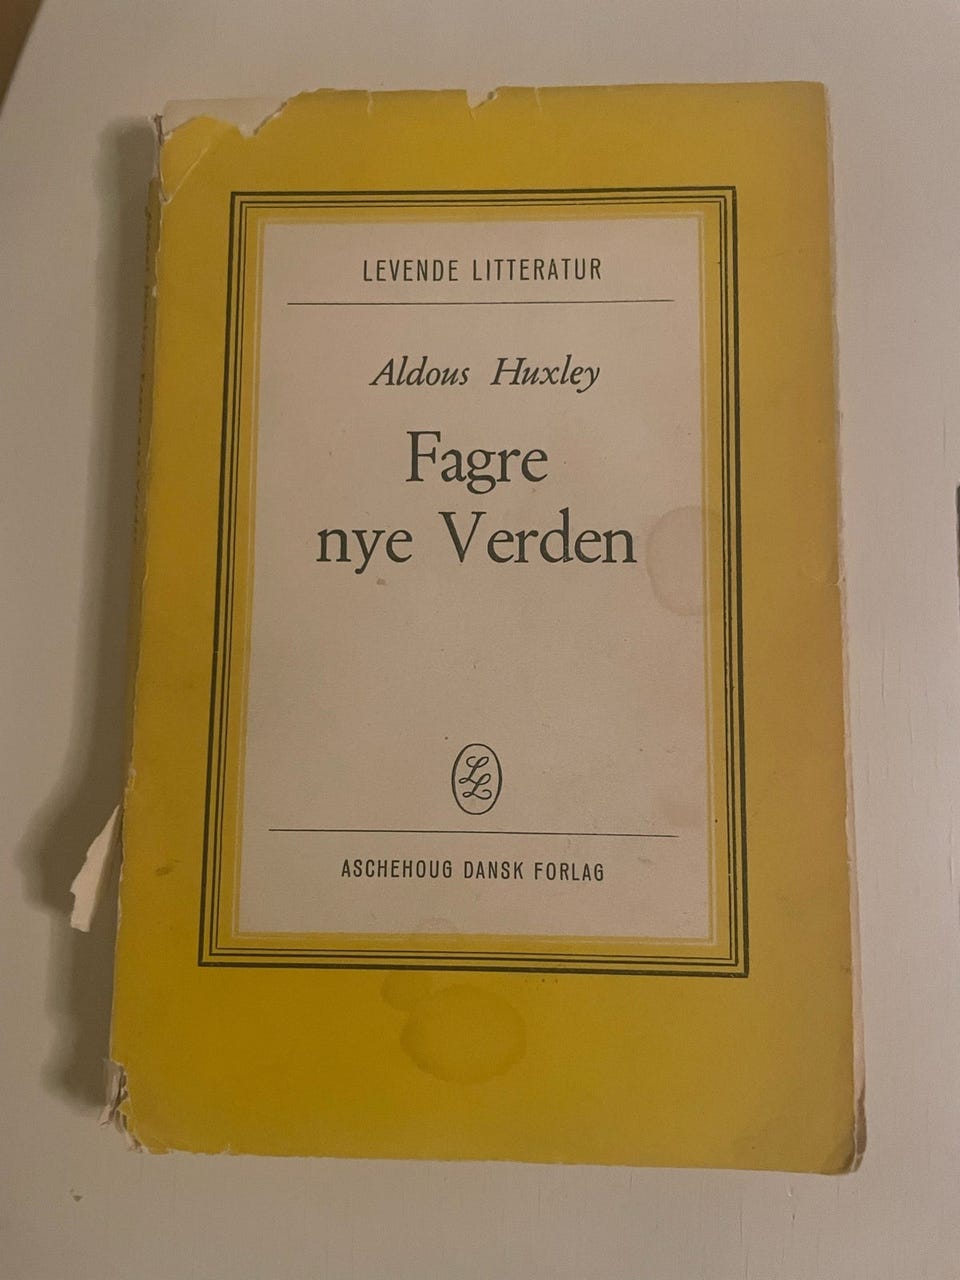 LEVENDE LITTERATUR
Aldous Huxley
Fagre
nye Verden
LL
ASCHEHOUG DANSK FORLAG